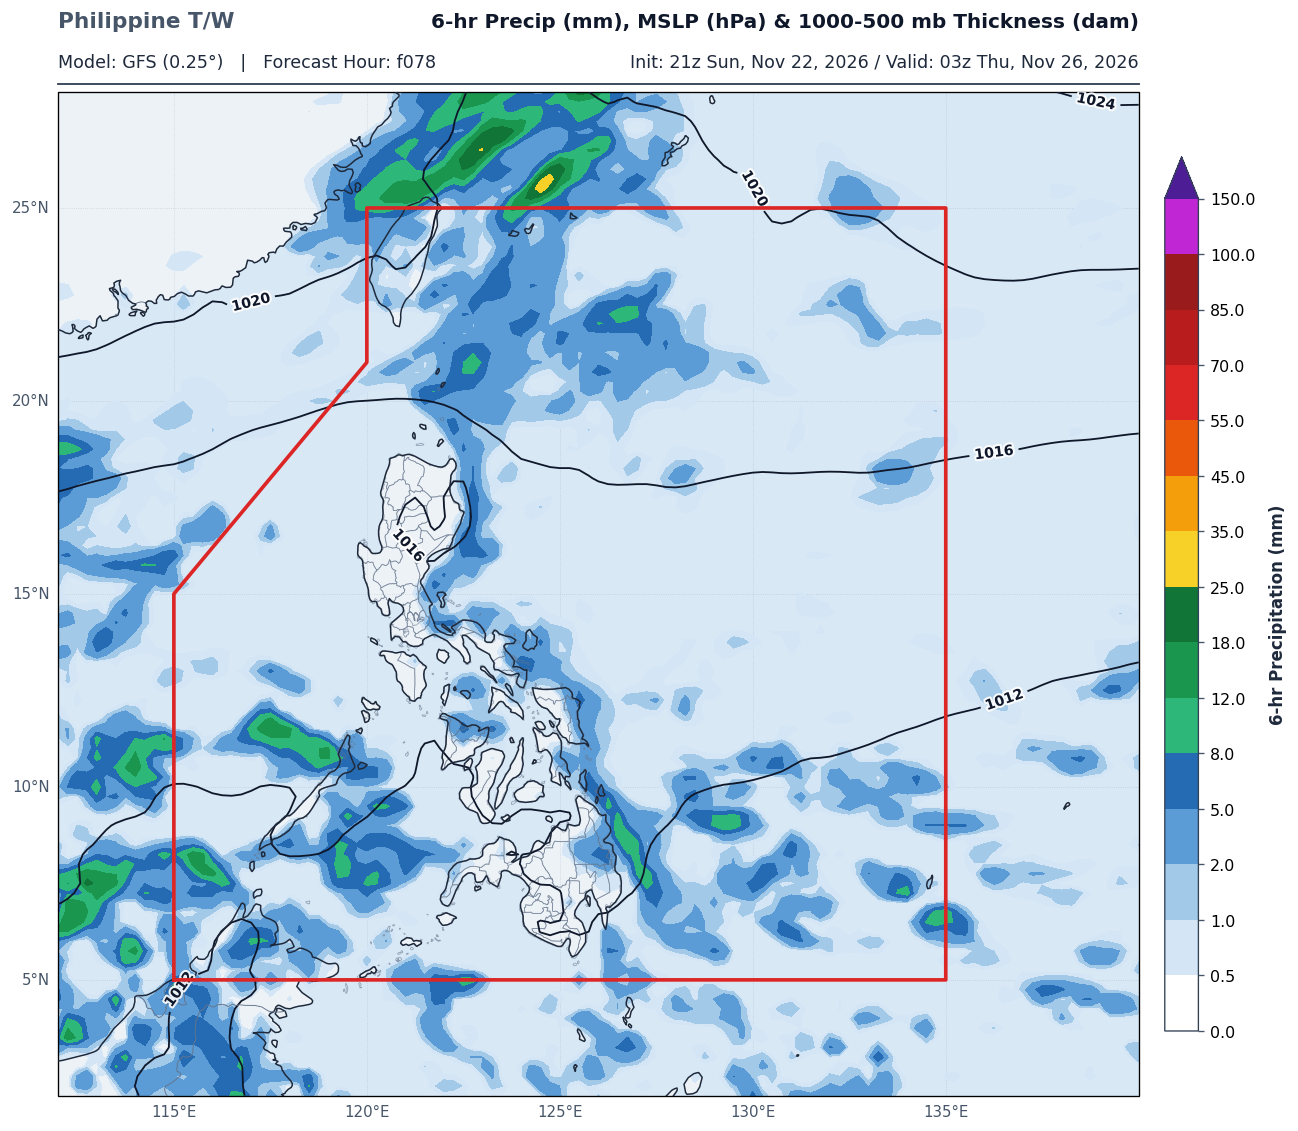 Philippine T/W
6-hr Precip (mm), MSLP (hPa) & 1000-500 mb Thickness (dam)
Model: GFS (0.25°) | Forecast Hour: f078
Init: 21z Sun, Nov 22, 2026 / Valid: 03z Thu, Nov 26, 2026
1024
1020
1020
1016
1016
1012
1012
25°N
20°N
15°N
10°N
5°N
115°E
120°E
125°E
130°E
135°E
150.0
100.0
85.0
70.0
55.0
45.0
35.0
25.0
18.0
12.0
8.0
5.0
2.0
1.0
0.5
0.0
6-hr Precipitation (mm)